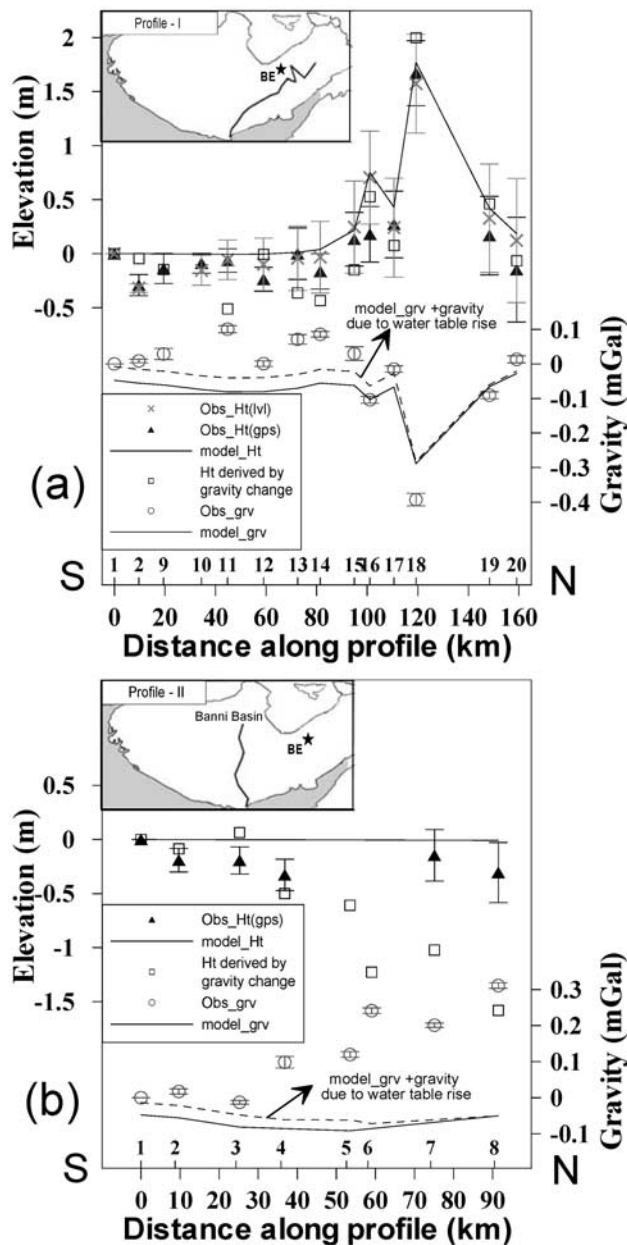 Profile - I
BE
2
1.5
1
0.5
0
-0.5
Elevation (m)
model_grv +gravity
due to water table rise
0.1
0
-0.1
-0.2
-0.3
-0.4
Gravity (mGal)
Obs_Ht(lvl)
Obs_Ht(gps)
model_Ht
Ht derived by
gravity change
Obs_grv
model_grv
(a)
S
1 2 9 10 11 12 13 14 15 16 17 18 19 20
N
0 20 40 60 80 100 120 140 160
Distance along profile (km)
Profile - II
Banni Basin
BE
0.5
0
-0.5
-1
-1.5
Elevation (m)
Obs_Ht(gps)
model_Ht
Ht derived by
gravity change
Obs_grv
model_grv
0.3
0.2
0.1
0
-0.1
Gravity (mGal)
model_grv +gravity
due to water table rise
(b)
S
1 2 3 4 5 6 7 8
N
0 10 20 30 40 50 60 70 80 90
Distance along profile (km)